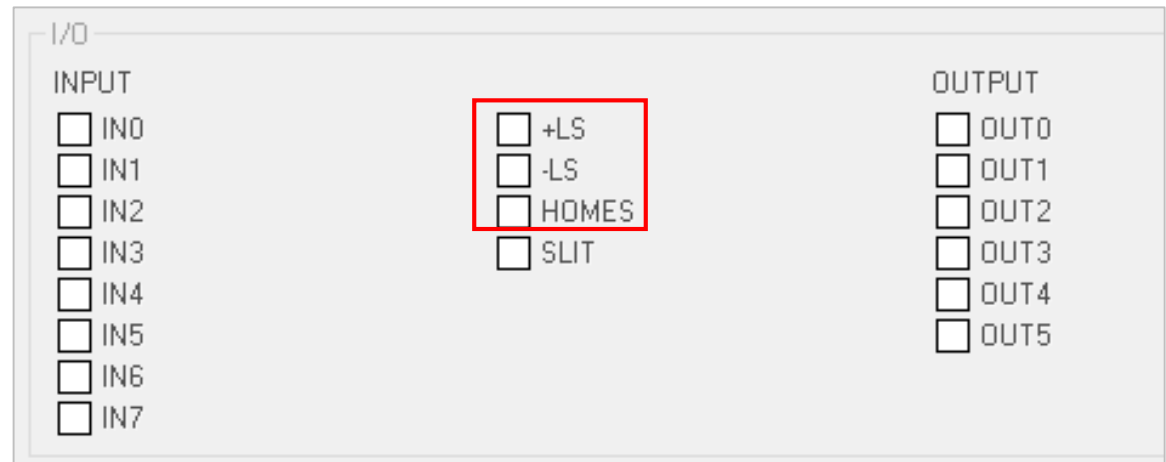 I/O
INPUT
IN0
IN1
IN2
IN3
IN4
IN5
IN6
IN7
+LS
-LS
HOMES
SLIT
OUTPUT
OUT0
OUT1
OUT2
OUT3
OUT4
OUT5